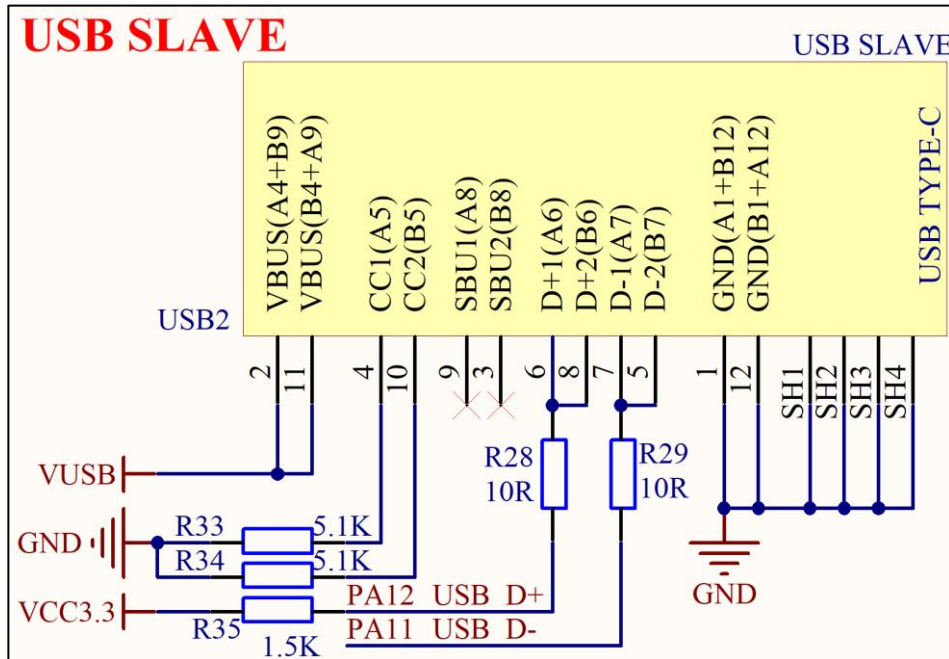 USB SLAVE
USB SLAVE
USB TYPE-C
VBUS(A4+B9)
VBUS(B4+A9)
CC1(A5)
CC2(B5)
SBU1(A8)
SBU2(B8)
D+1(A6)
D+2(B6)
D-1(A7)
D-2(B7)
GND(A1+B12)
GND(B1+A12)
USB2
2
11
4
10
9
3
6
8
7
5
1
12
SH1
SH2
SH3
SH4
R28
10R
R29
10R
VUSB
GND
R33
5.1K
R34
5.1K
VCC3.3
R35
1.5K
PA12 USB D+
PA11 USB D-
GND